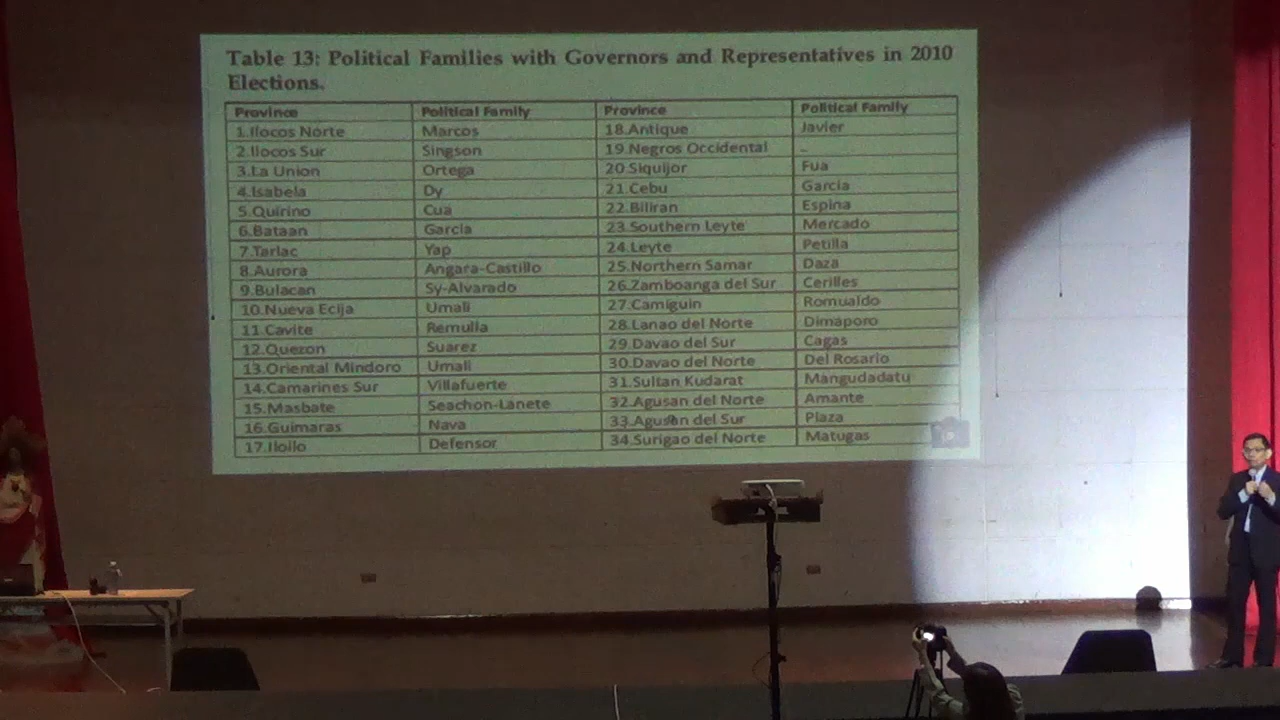 Table 13: Political Families with Governors and Representatives in 2010
Elections.
Province Political Family Province Political Family
1.Ilocos Norte Marcos 18.Antique Javier
2.Ilocos Sur Singson 19.Negros Occidental –
3.La Union Ortega 20.Siquijor Fua
4.Isabela Dy 21.Cebu Garcia
5.Quirino Cua 22.Biliran Espina
6.Bataan Garcia 23.Southern Leyte Mercado
7.Tarlac Yap 24.Leyte Petilla
8.Aurora Angara-Castillo 25.Northern Samar Daza
9.Bulacan Sy-Alvarado 26.Zamboanga del Sur Cerilles
10.Nueva Ecija Umali 27.Camiguin Romualdo
11.Cavite Remulla 28.Lanao del Norte Dimaporo
12.Quezon Suarez 29.Davao del Sur Cagas
13.Oriental Mindoro Umali 30.Davao del Norte Del Rosario
14.Camarines Sur Villafuerte 31.Sultan Kudarat Mangudadatu
15.Masbate Seachon-Lanete 32.Agusan del Norte Amante
16.Guimaras Nava 33.Agusan del Sur Plaza
17.Iloilo Defensor 34.Surigao del Norte Matugas